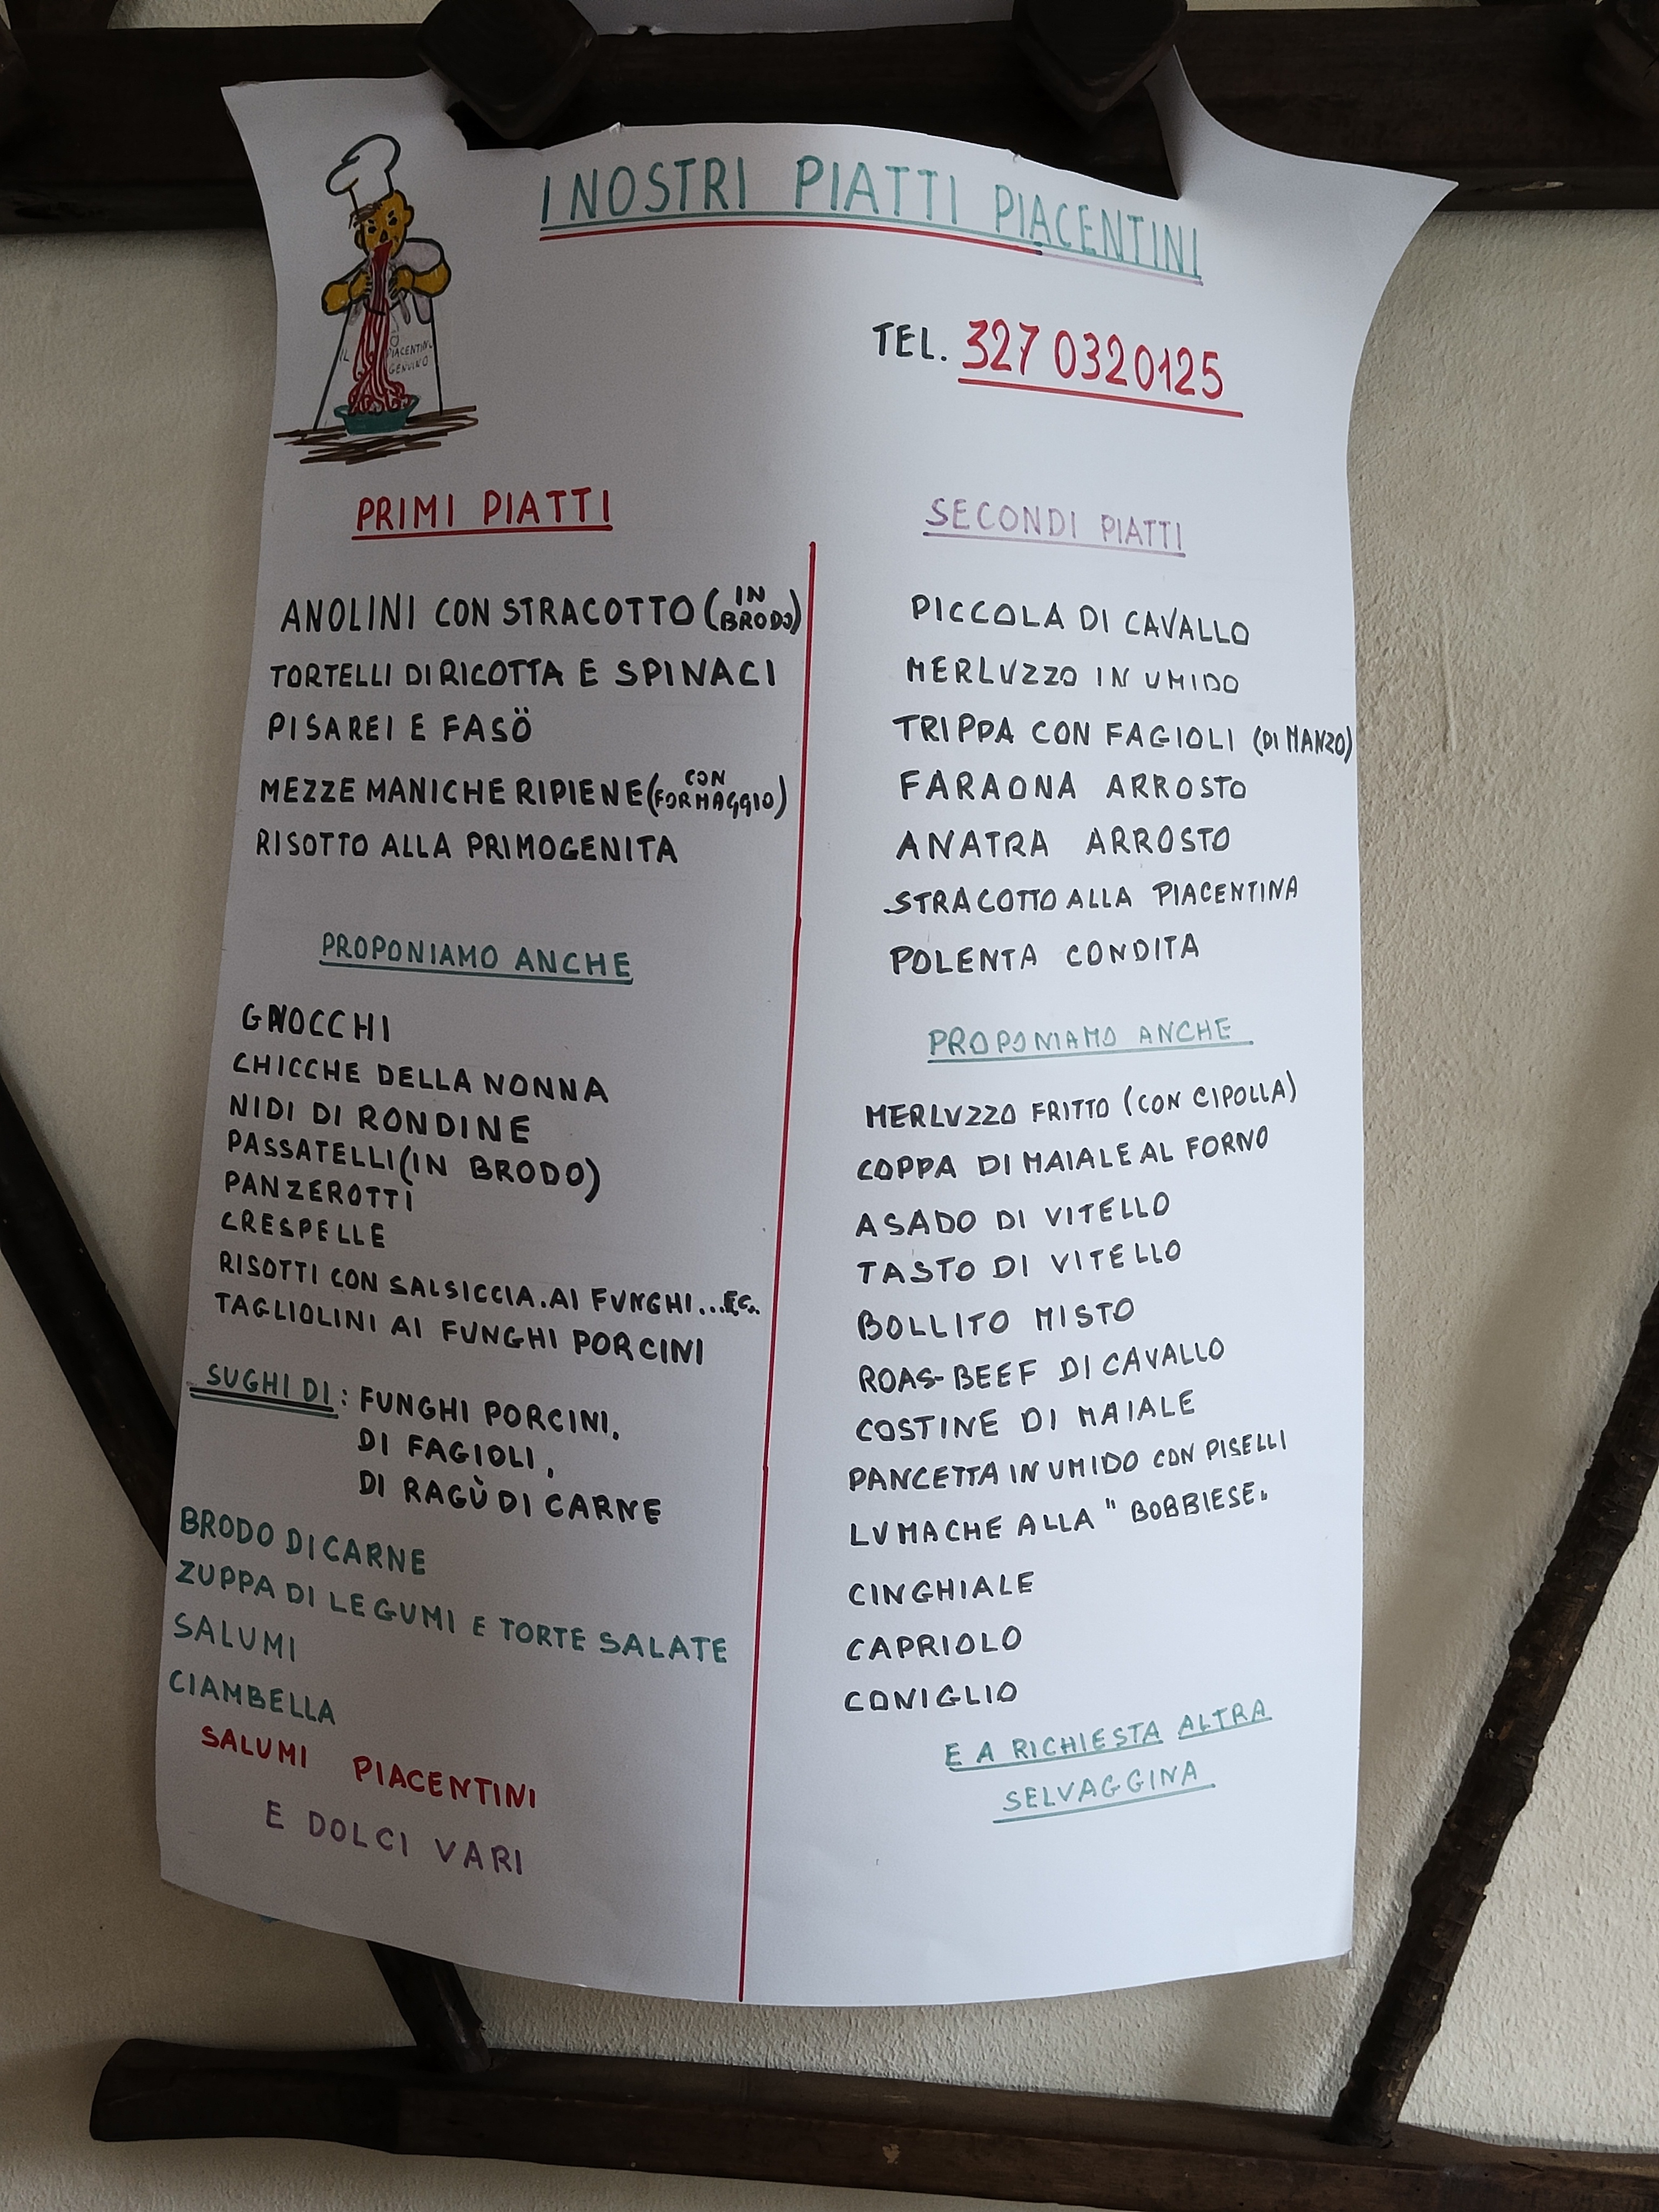 I NOSTRI PIATTI PIACENTINI
TEL. 327 0320125
IL PIACENTIN
GENUINO
PRIMI PIATTI
ANOLINI CON STRACOTTO (IN BRODO)
TORTELLI DI RICOTTA E SPINACI
PISAREI E FASÖ
MEZZE MANICHE RIPIENE (CON FORMAGGIO)
RISOTTO ALLA PRIMOGENITA
PROPONIAMO ANCHE
GNOCCHI
CHICCHE DELLA NONNA
NIDI DI RONDINE
PASSATELLI (IN BRODO)
PANZEROTTI
CRESPELLE
RISOTTI CON SALSICCIA. AI FUNGHI...EC.
TAGLIOLINI AI FUNGHI PORCINI
SUGHI DI: FUNGHI PORCINI,
DI FAGIOLI,
DI RAGÙ DI CARNE
BRODO DI CARNE
ZUPPA DI LEGUMI E TORTE SALATE
SALUMI
CIAMBELLA
SALUMI PIACENTINI
E DOLCI VARI
SECONDI PIATTI
PICCOLA DI CAVALLO
MERLUZZO IN UMIDO
TRIPPA CON FAGIOLI (DI MANZO)
FARAONA ARROSTO
ANATRA ARROSTO
STRACOTTO ALLA PIACENTINA
POLENTA CONDITA
PROPONIAMO ANCHE
MERLUZZO FRITTO (CON CIPOLLA)
COPPA DI MAIALE AL FORNO
ASADO DI VITELLO
TASTO DI VITELLO
BOLLITO MISTO
ROAS-BEEF DI CAVALLO
COSTINE DI MAIALE
PANCETTA IN UMIDO CON PISELLI
LUMACHE ALLA "BOBBIESE"
CINGHIALE
CAPRIOLO
CONIGLIO
E A RICHIESTA ALTRA
SELVAGGINA